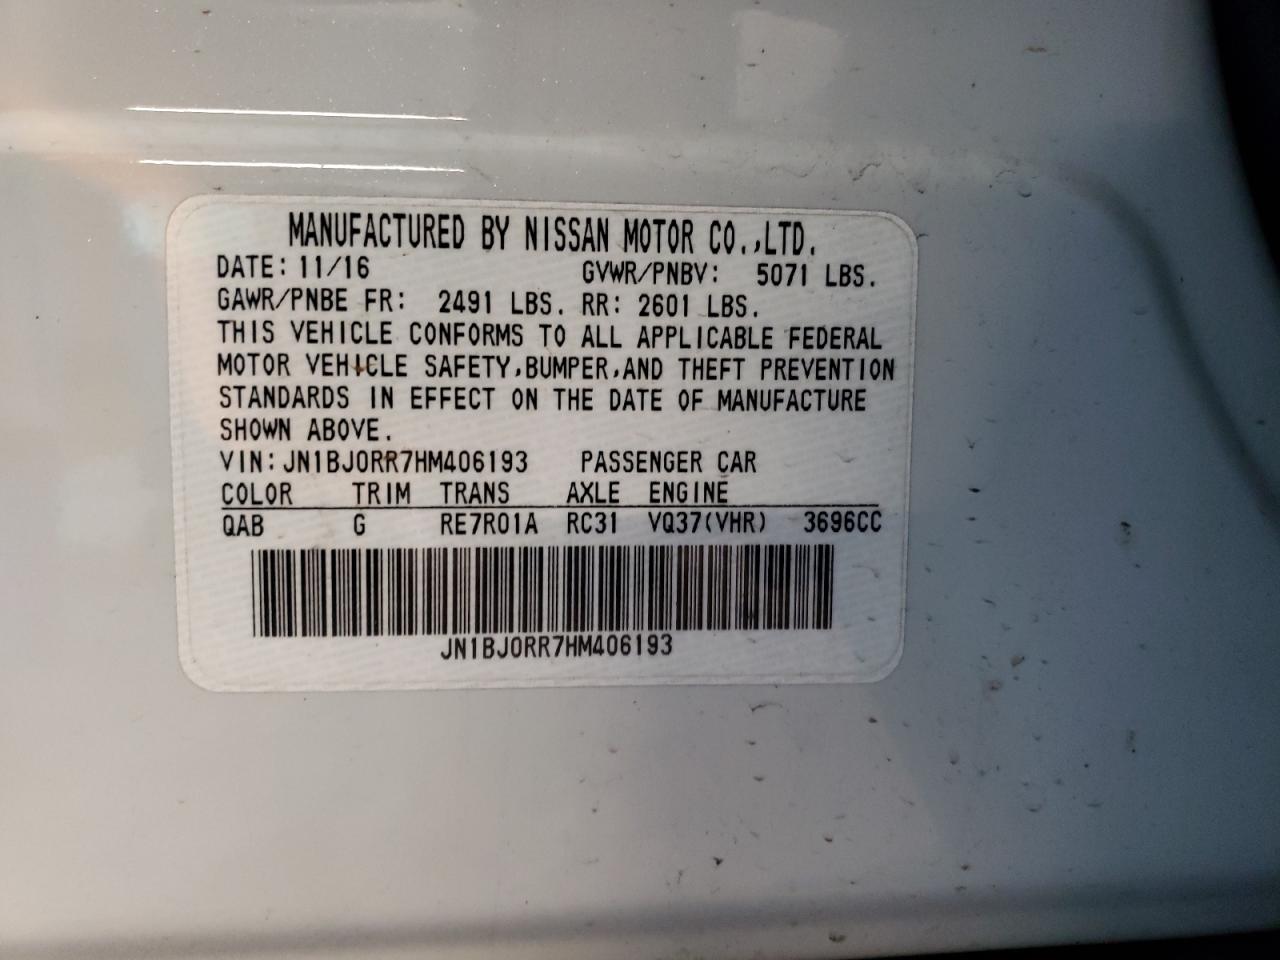 MANUFACTURED BY NISSAN MOTOR CO.,LTD.
DATE: 11/16 GVWR/PNBV: 5071 LBS.
GAWR/PNBE FR: 2491 LBS. RR: 2601 LBS.
THIS VEHICLE CONFORMS TO ALL APPLICABLE FEDERAL
MOTOR VEHICLE SAFETY,BUMPER,AND THEFT PREVENTION
STANDARDS IN EFFECT ON THE DATE OF MANUFACTURE
SHOWN ABOVE.
VIN: JN1BJ0RR7HM406193 PASSENGER CAR
COLOR TRIM TRANS AXLE ENGINE
QAB G RE7R01A RC31 VQ37(VHR) 3696CC
JN1BJ0RR7HM406193